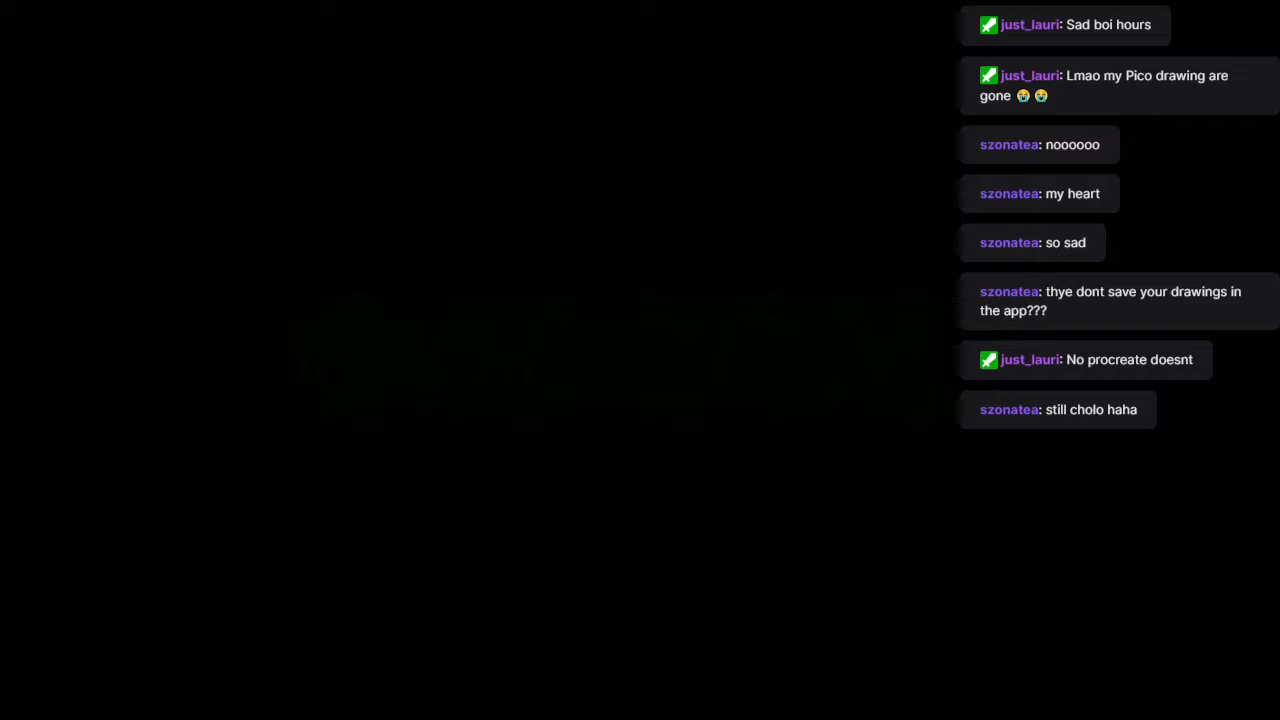 just_lauri: Sad boi hours
just_lauri: Lmao my Pico drawing are
gone 😭 😭
szonatea: noooooo
szonatea: my heart
szonatea: so sad
szonatea: thye dont save your drawings in
the app???
just_lauri: No procreate doesnt
szonatea: still cholo haha